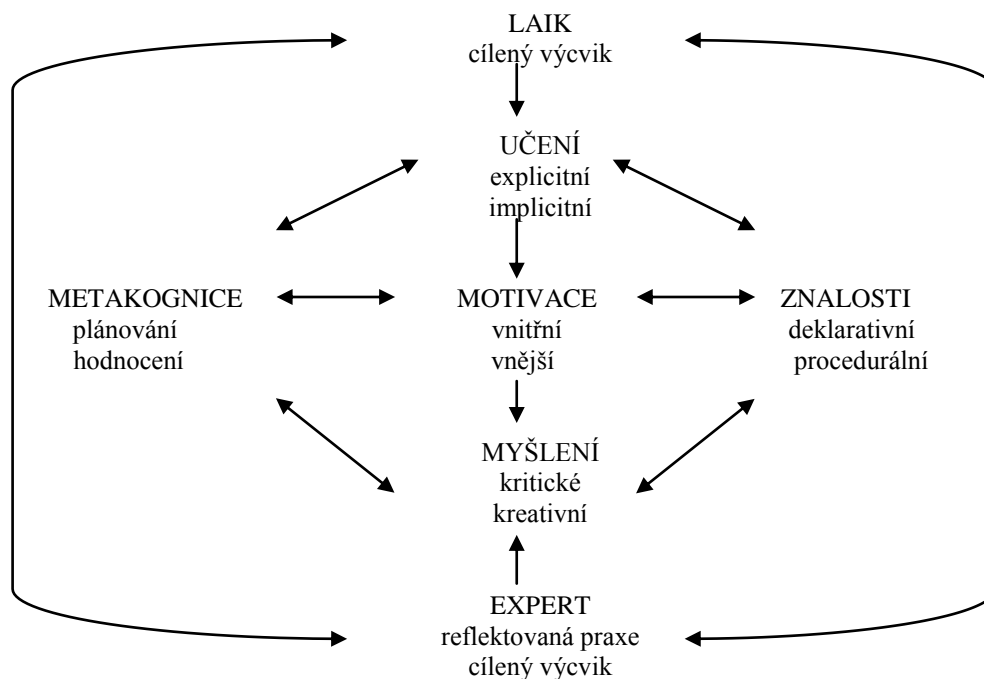 LAIK
cílený výcvik
UČENÍ
explicitní
implicitní
METAKOGNICE
plánování
hodnocení
MOTIVACE
vnitřní
vnější
ZNALOSTI
deklarativní
procedurální
MYŠLENÍ
kritické
kreativní
EXPERT
reflektovaná praxe
cílený výcvik